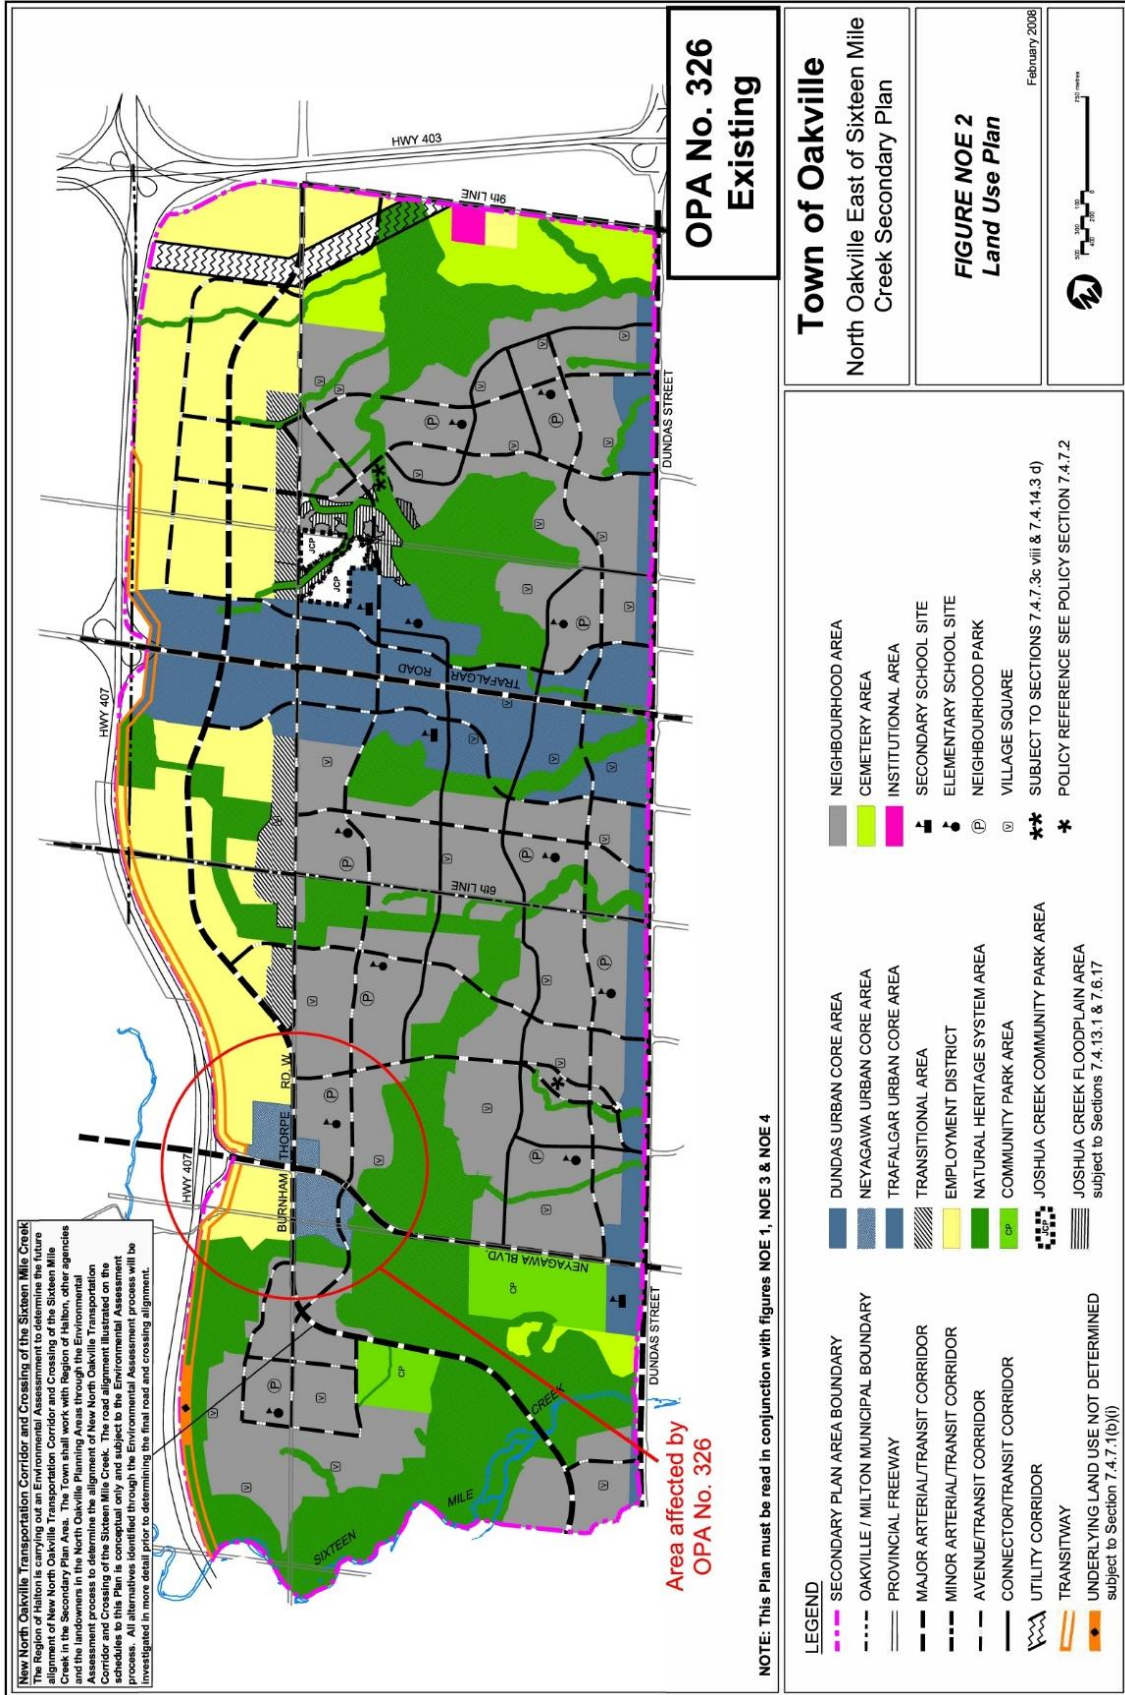 New North Oakville Transportation Corridor and Crossing of the Sixteen Mile Creek
The Region of Halton is carrying out an Environmental Assessment to determine the future
alignment of New North Oakville Transportation Corridor and Crossing of the Sixteen Mile
Creek in the Secondary Plan Area. The Town shall work with Region of Halton, other agencies
and the landowners in the North Oakville Planning Areas through the Environmental
Assessment process to determine the alignment of New North Oakville Transportation
Corridor and Crossing of the Sixteen Mile Creek. The road alignment illustrated on the
schedules to this Plan is conceptual only and subject to the Environmental Assessment
process. All alternatives identified through the Environmental Assessment process will be
investigated in more detail prior to determining the final road and crossing alignment.
HWY 407
HWY 407
HWY 403
9th LINE
BURNHAM THORPE RD. W.
TRAFALGAR ROAD
6th LINE
NEYAGAWA BLVD.
DUNDAS STREET
DUNDAS STREET
SIXTEEN MILE CREEK
JCP
JCP
CP
CP
Area affected by
OPA No. 326
OPA No. 326
Existing
NOTE: This Plan must be read in conjunction with figures NOE 1, NOE 3 & NOE 4
LEGEND
SECONDARY PLAN AREA BOUNDARY
OAKVILLE / MILTON MUNICIPAL BOUNDARY
PROVINCIAL FREEWAY
MAJOR ARTERIAL/TRANSIT CORRIDOR
MINOR ARTERIAL/TRANSIT CORRIDOR
AVENUE/TRANSIT CORRIDOR
CONNECTOR/TRANSIT CORRIDOR
UTILITY CORRIDOR
TRANSITWAY
UNDERLYING LAND USE NOT DETERMINED
subject to Section 7.4.7.1(b)(i)
DUNDAS URBAN CORE AREA
NEYAGAWA URBAN CORE AREA
TRAFALGAR URBAN CORE AREA
TRANSITIONAL AREA
EMPLOYMENT DISTRICT
NATURAL HERITAGE SYSTEM AREA
CP COMMUNITY PARK AREA
JCP JOSHUA CREEK COMMUNITY PARK AREA
JOSHUA CREEK FLOODPLAIN AREA
subject to Sections 7.4.13.1 & 7.6.17
NEIGHBOURHOOD AREA
CEMETERY AREA
INSTITUTIONAL AREA
SECONDARY SCHOOL SITE
ELEMENTARY SCHOOL SITE
P NEIGHBOURHOOD PARK
V VILLAGE SQUARE
** SUBJECT TO SECTIONS 7.4.7.3c viii & 7.4.14.3 d)
* POLICY REFERENCE SEE POLICY SECTION 7.4.7.2
Town of Oakville
North Oakville East of Sixteen Mile
Creek Secondary Plan
FIGURE NOE 2
Land Use Plan
February 2008
750 metres